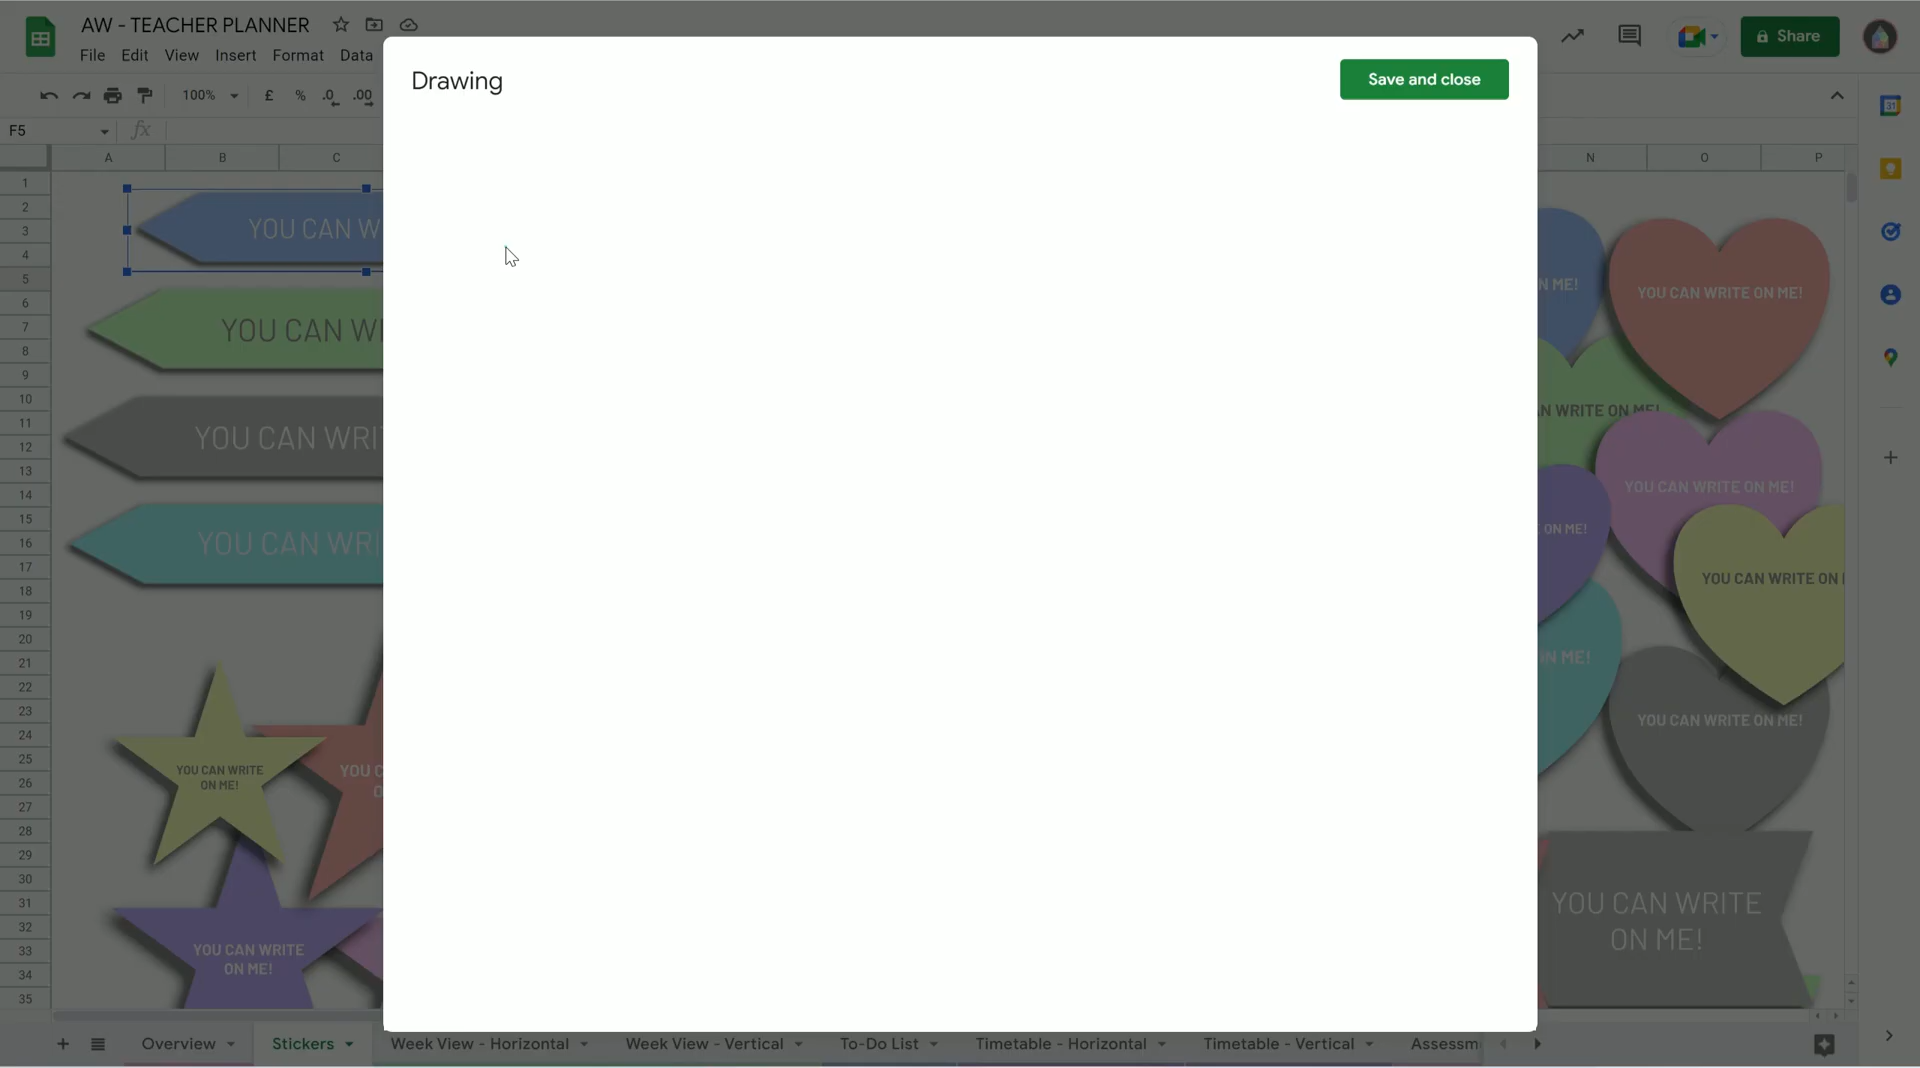 AW - TEACHER PLANNER
File Edit View Insert Format Data
Share
Drawing
Save and close
100% £ % .0 .00
31
F5
fx
A B C N O P
1
2
3
4
5
6
7
8
9
10
11
12
13
14
15
16
17
18
19
20
21
22
23
24
25
26
27
28
29
30
31
32
33
34
35
YOU CAN W
YOU CAN WI
YOU CAN WRI
YOU CAN WRI
YOU CAN WRITE
ON ME!
YOU C
YOU CAN WRITE
ON ME!
N ME!
YOU CAN WRITE ON ME!
N WRITE ON ME!
YOU CAN WRITE ON ME!
ON ME!
YOU CAN WRITE ON
N ME!
YOU CAN WRITE ON ME!
YOU CAN WRITE
ON ME!
Overview Stickers Week View - Horizontal Week View - Vertical To-Do List Timetable - Horizontal Timetable - Vertical Assessm